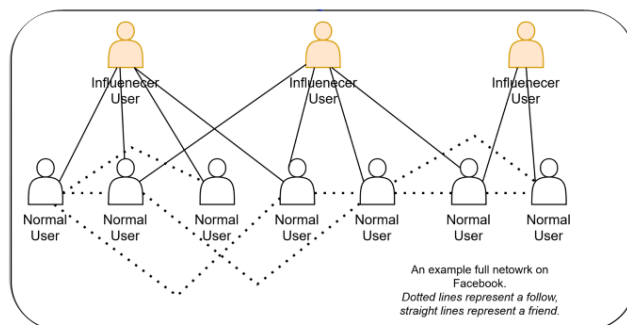 Influenecer
User
Influenecer
User
Influenecer
User
Normal
User
Normal
User
Normal
User
Normal
User
Normal
User
Normal
User
Normal
User
An example full netowrk on
Facebook.
Dotted lines represent a follow,
straight lines represent a friend.